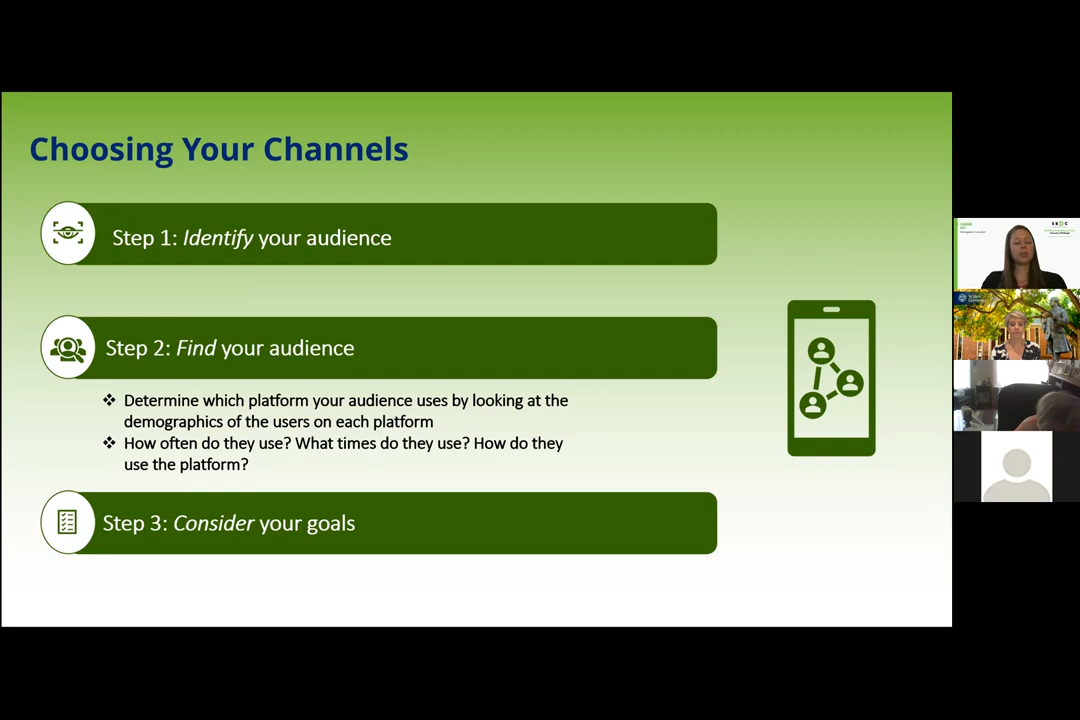 Choosing Your Channels
Step 1: Identify your audience
Step 2: Find your audience
❖ Determine which platform your audience uses by looking at the
demographics of the users on each platform
❖ How often do they use? What times do they use? How do they
use the platform?
Step 3: Consider your goals